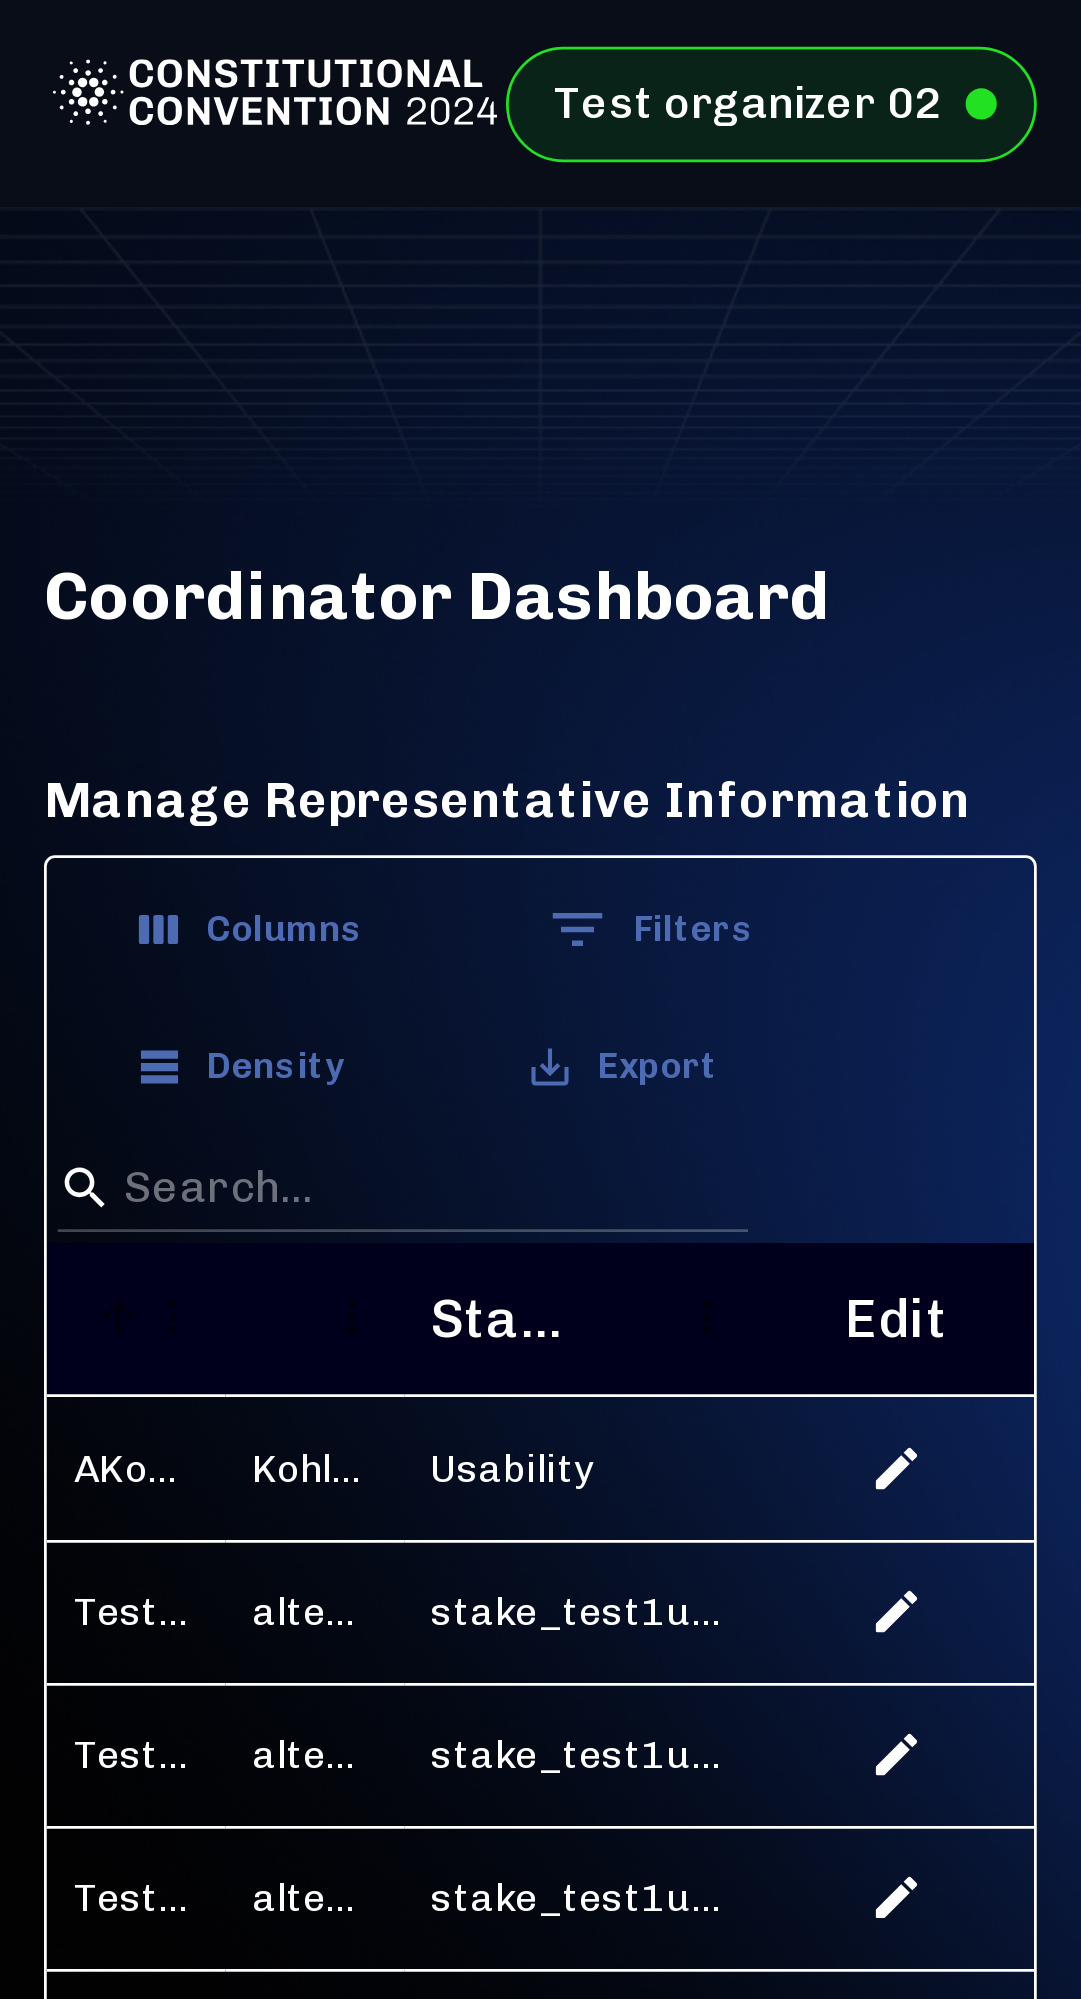 CONSTITUTIONAL
CONVENTION 2024
Test organizer 02
Coordinator Dashboard
Manage Representative Information
Columns
Filters
Density
Export
Search...
Sta...
Edit
AKo...
Kohl...
Usability
Test...
alte...
stake_test1u...
Test...
alte...
stake_test1u...
Test...
alte...
stake_test1u...